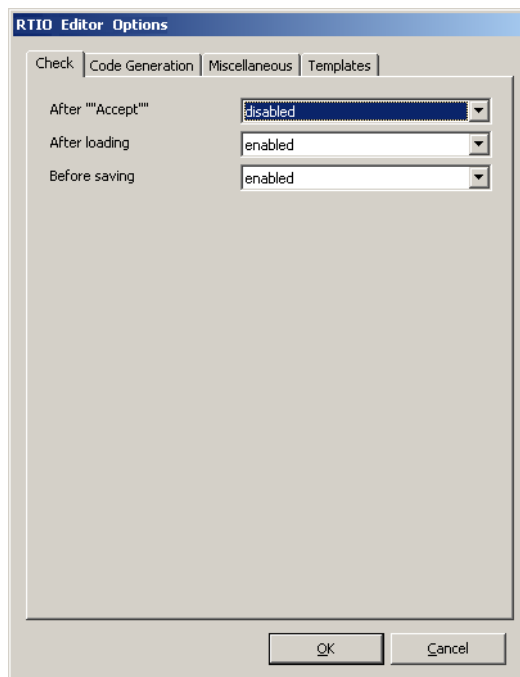 RTIO Editor Options
Check Code Generation Miscellaneous Templates
After ""Accept"" disabled
After loading enabled
Before saving enabled
OK Cancel